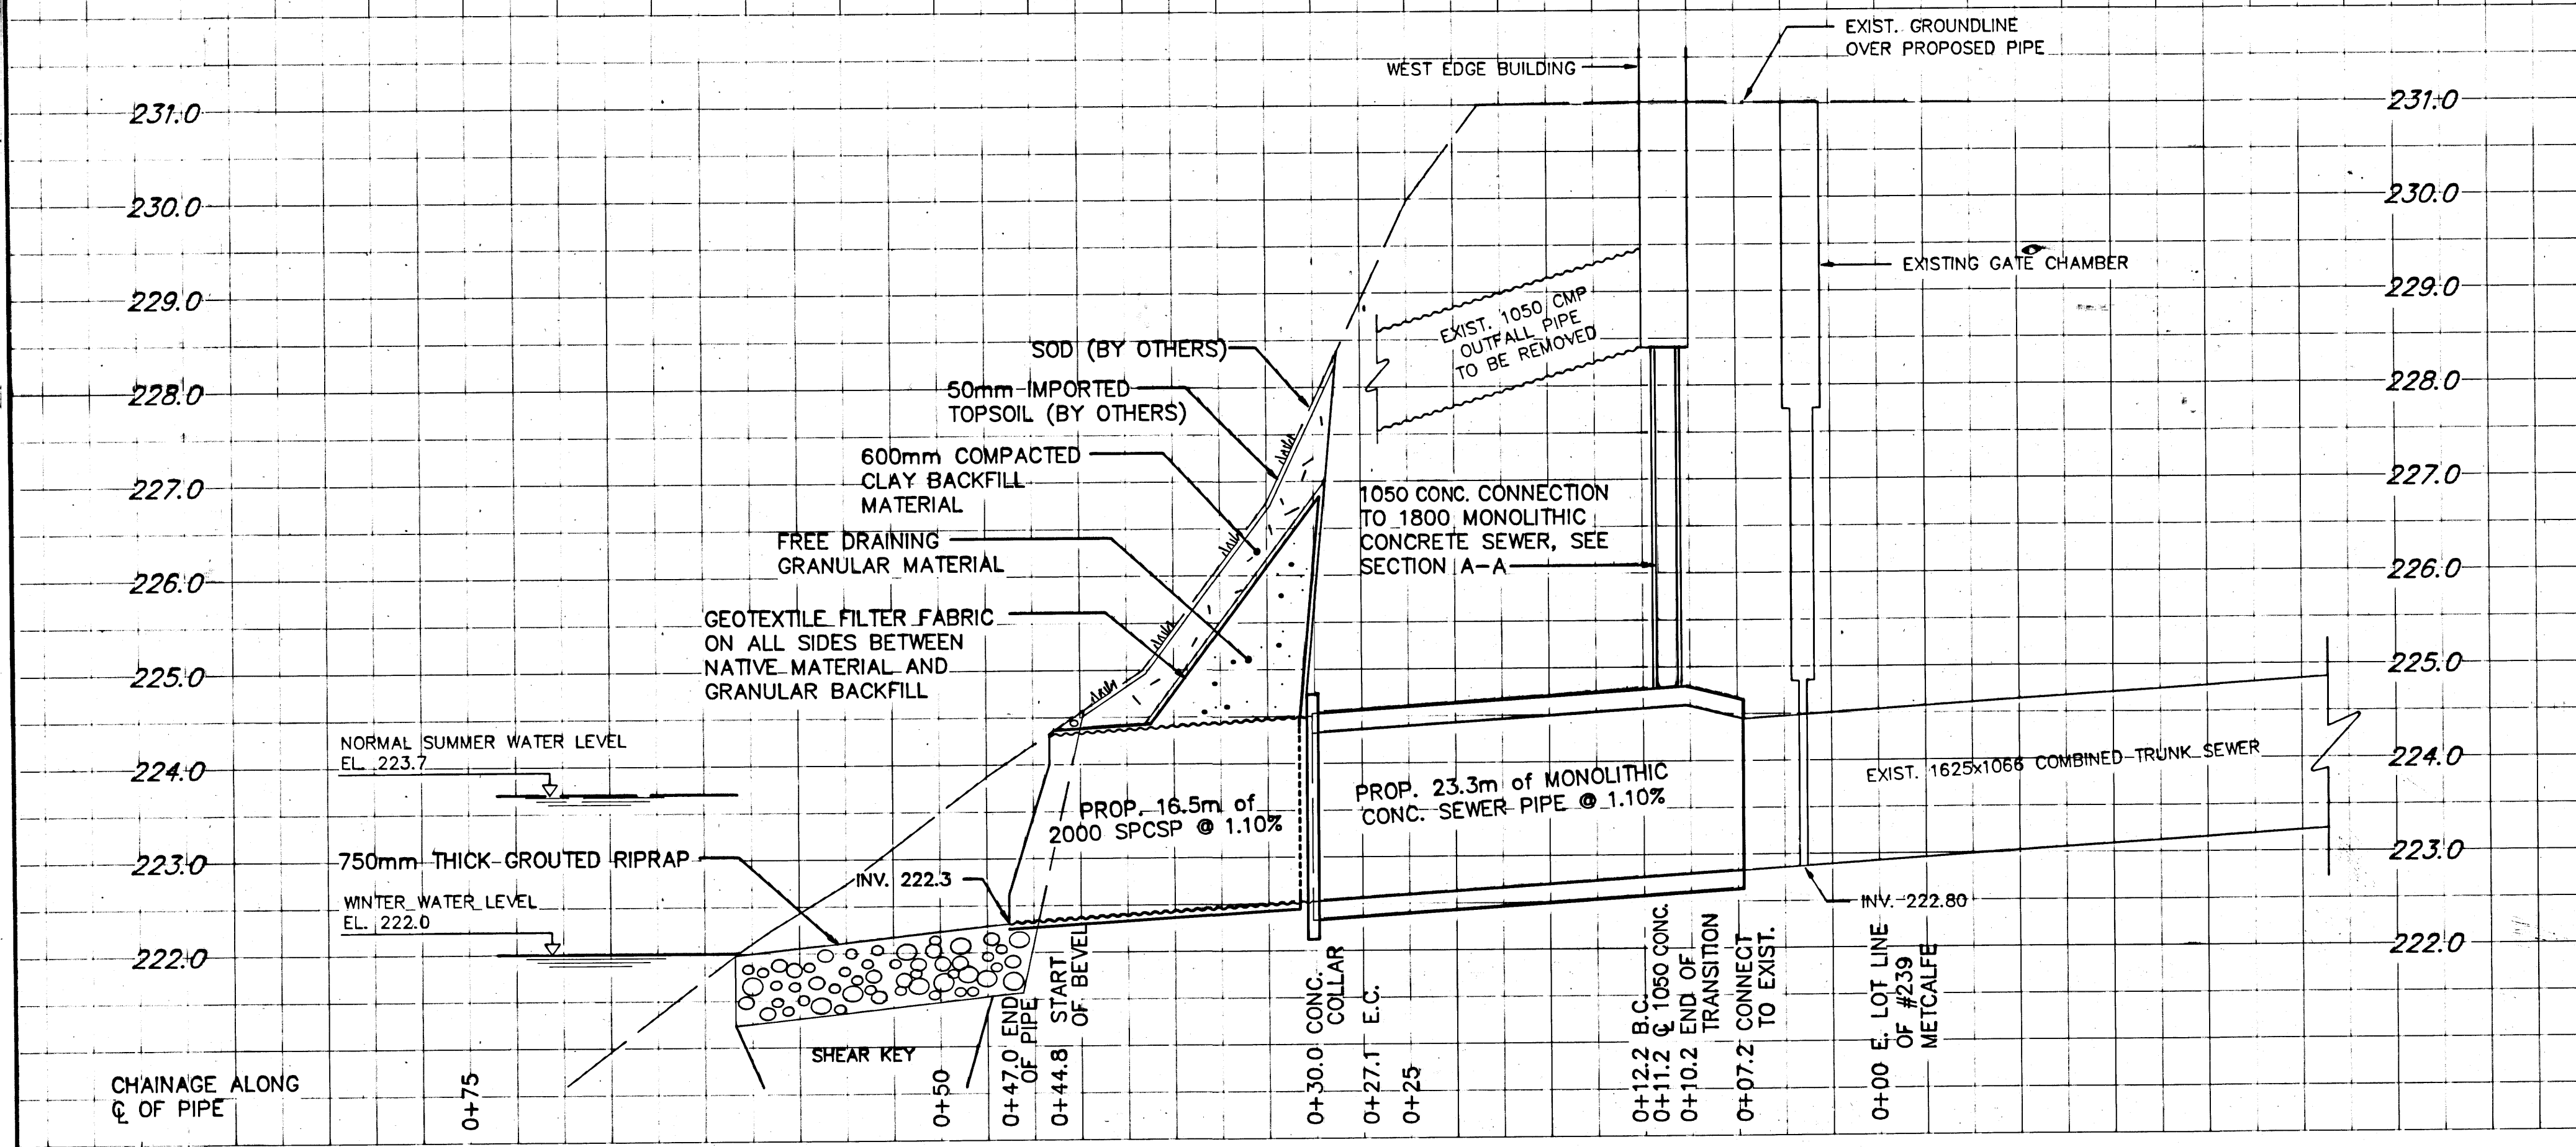 EXIST. GROUNDLINE
OVER PROPOSED PIPE
WEST EDGE BUILDING
231.0
231.0
230.0
230.0
229.0
229.0
228.0
228.0
227.0
227.0
226.0
226.0
225.0
225.0
224.0
224.0
223.0
223.0
222.0
222.0
EXISTING GATE CHAMBER
EXIST. 1050 CMP
OUTFALL PIPE
TO BE REMOVED
SOD (BY OTHERS)
50mm IMPORTED
TOPSOIL (BY OTHERS)
600mm COMPACTED
CLAY BACKFILL
MATERIAL
FREE DRAINING
GRANULAR MATERIAL
GEOTEXTILE FILTER FABRIC
ON ALL SIDES BETWEEN
NATIVE MATERIAL AND
GRANULAR BACKFILL
1050 CONC. CONNECTION
TO 1800 MONOLITHIC
CONCRETE SEWER, SEE
SECTION A-A
NORMAL SUMMER WATER LEVEL
EL. 223.7
750mm THICK GROUTED RIPRAP
WINTER WATER LEVEL
EL. 222.0
INV. 222.3
PROP. 16.5m of
2000 SPCSP @ 1.10%
PROP. 23.3m of MONOLITHIC
CONC. SEWER PIPE @ 1.10%
EXIST. 1625x1066 COMBINED TRUNK SEWER
INV. 222.80
SHEAR KEY
CHAINAGE ALONG
℄ OF PIPE
0+75
0+50
0+47.0 END
OF PIPE
0+44.8 START
OF BEVEL
0+30.0 CONC.
COLLAR
0+27.1 E.C.
0+25
0+12.2 B.C.
0+11.2 ℄ 1050 CONC.
0+10.2 END OF
TRANSITION
0+07.2 CONNECT
TO EXIST.
0+00 E. LOT LINE
OF #239
METCALFE